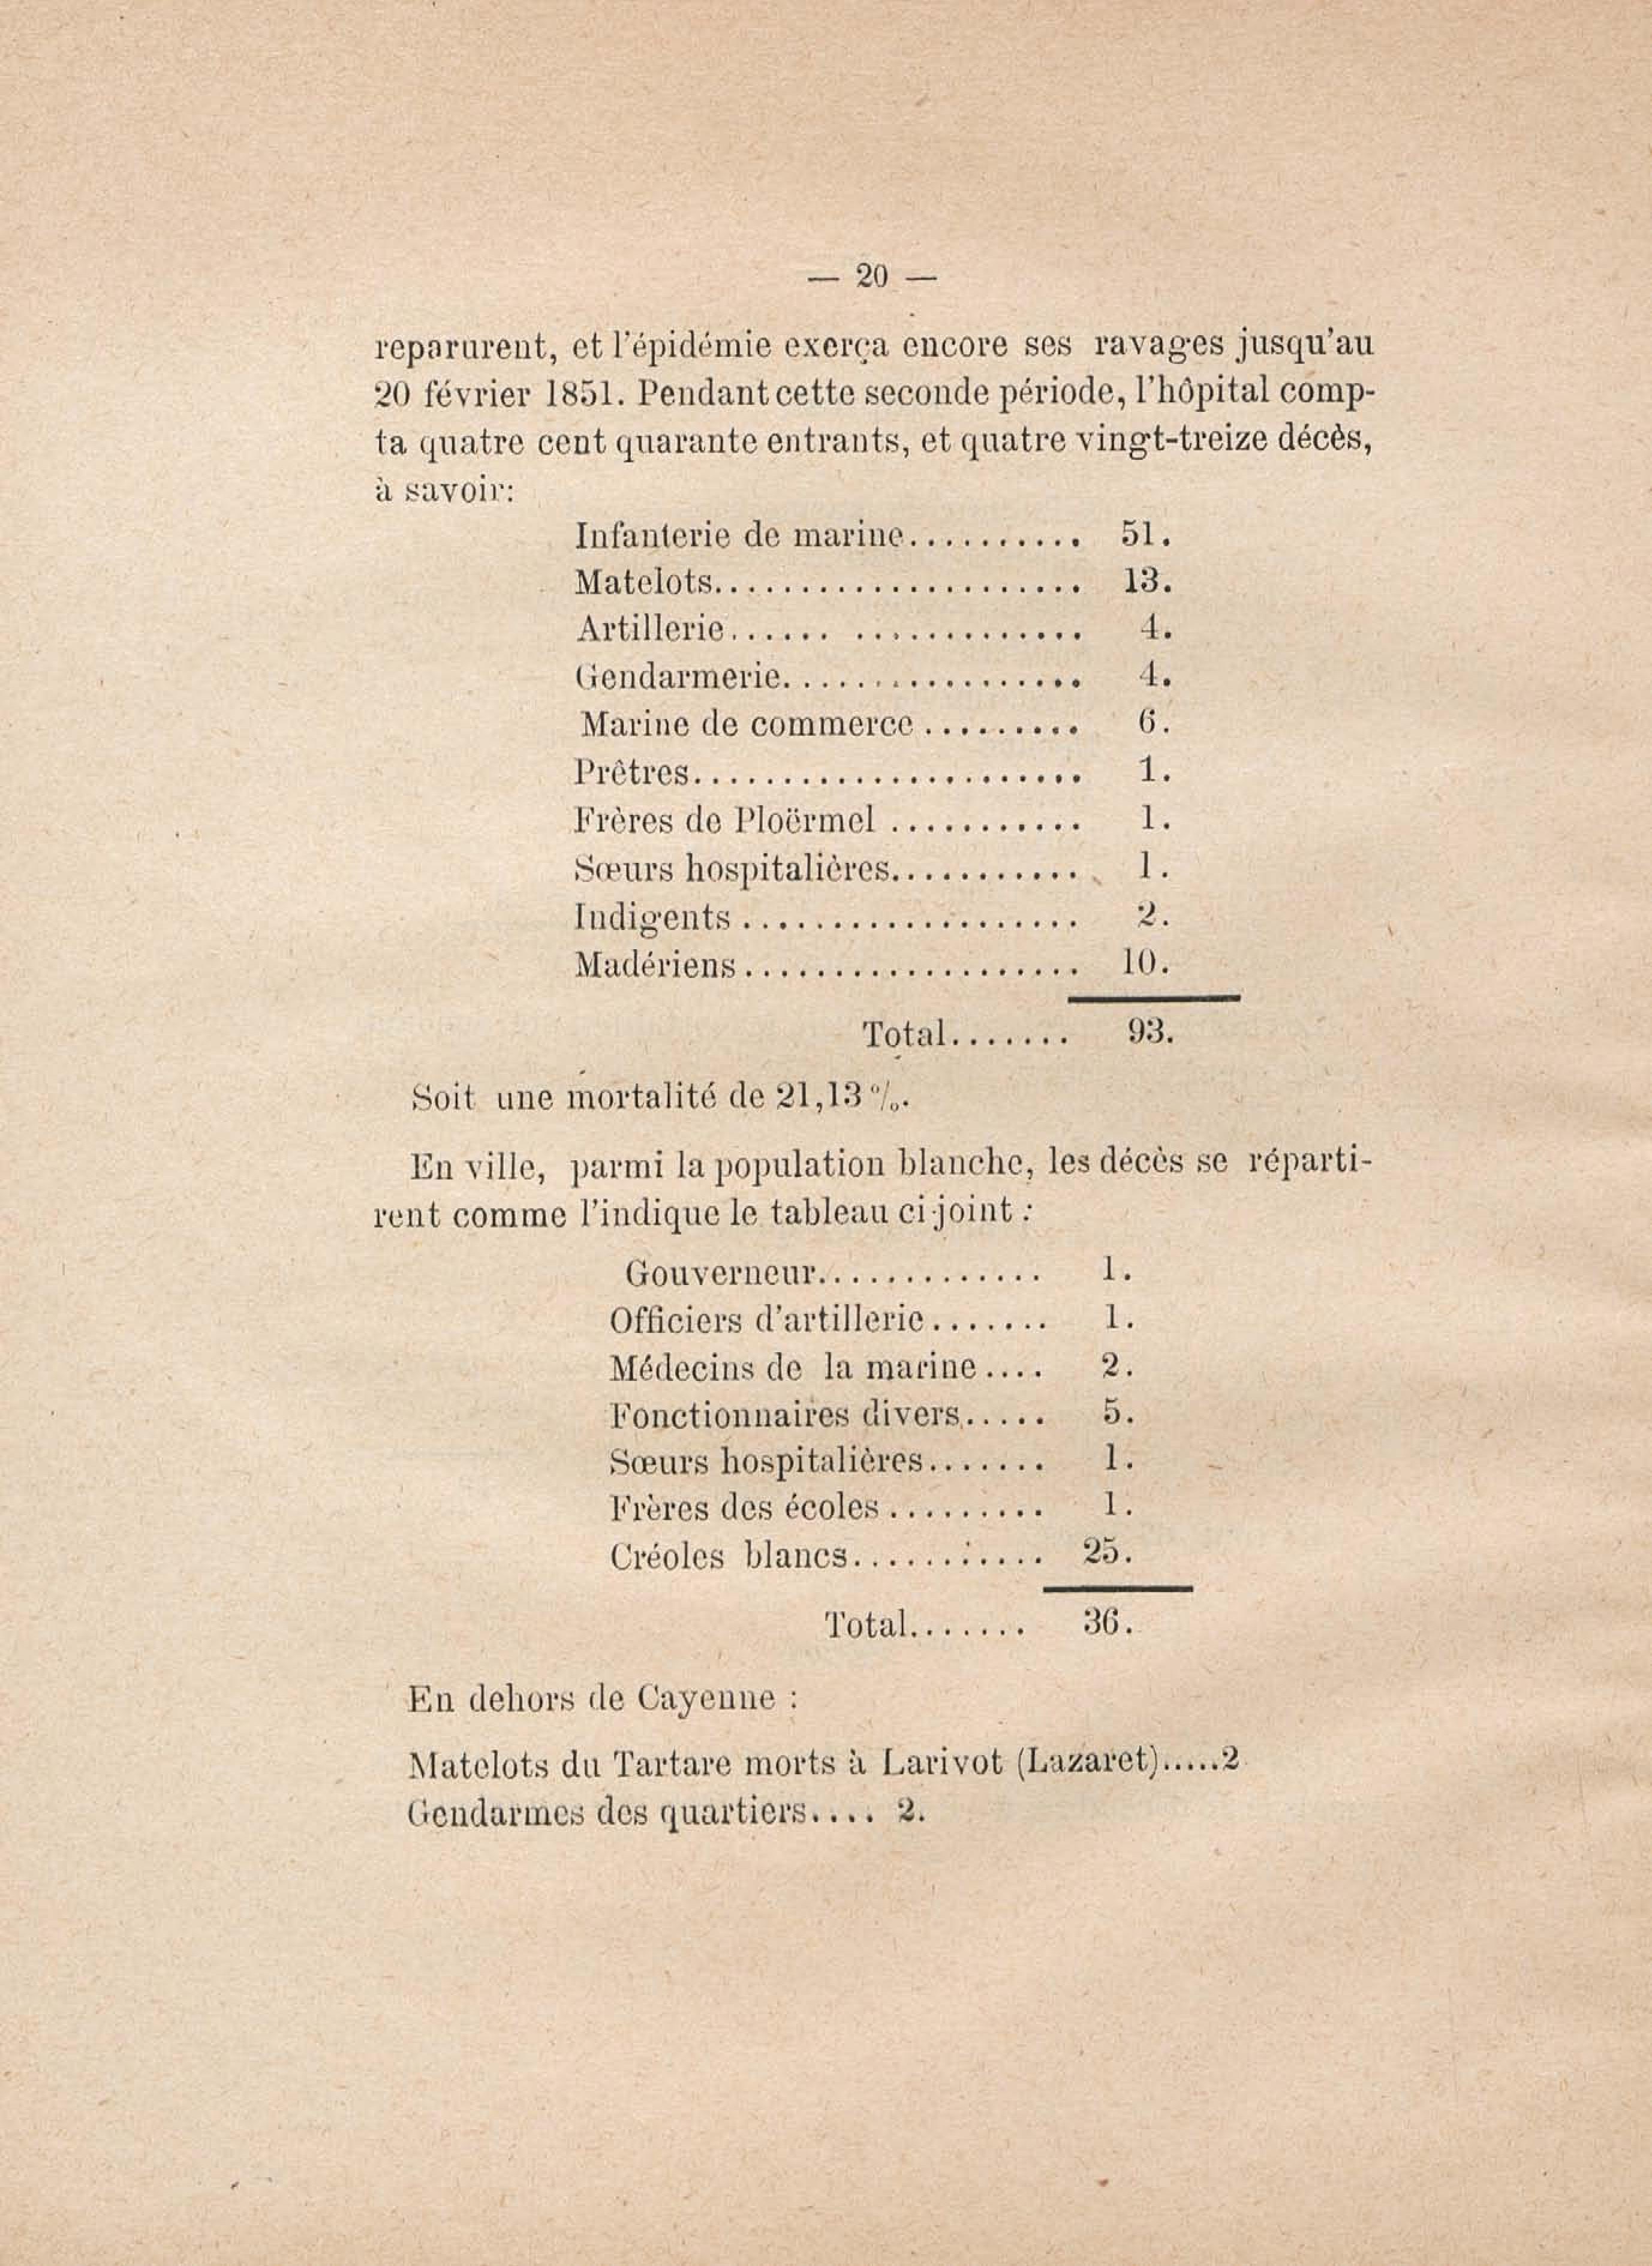 — 20 —
reparurent, et l'épidémie exerça encore ses ravages jusqu'au
20 février 1851. Pendant cette seconde période, l'hôpital comp-
ta quatre cent quarante entrants, et quatre vingt-treize décès,
à savoir:
Infanterie de marine.......... 51.
Matelots..................... 13.
Artillerie...... ............. 4.
Gendarmerie................. 4.
Marine de commerce ......... 6.
Prêtres...................... 1.
Frères de Ploërmel ........... 1.
Sœurs hospitalières........... 1.
Indigents ................... 2.
Madériens ................... 10.
Total....... 93.
Soit une mortalité de 21,13 %.
En ville, parmi la population blanche, les décès se réparti-
rent comme l'indique le tableau ci-joint :
Gouverneur............. 1.
Officiers d'artillerie....... 1.
Médecins de la marine .... 2.
Fonctionnaires divers..... 5.
Sœurs hospitalières....... 1.
Frères des écoles ......... 1.
Créoles blancs........... 25.
Total....... 36.
En dehors de Cayenne :
Matelots du Tartare morts à Larivot (Lazaret).....2
Gendarmes des quartiers.... 2.